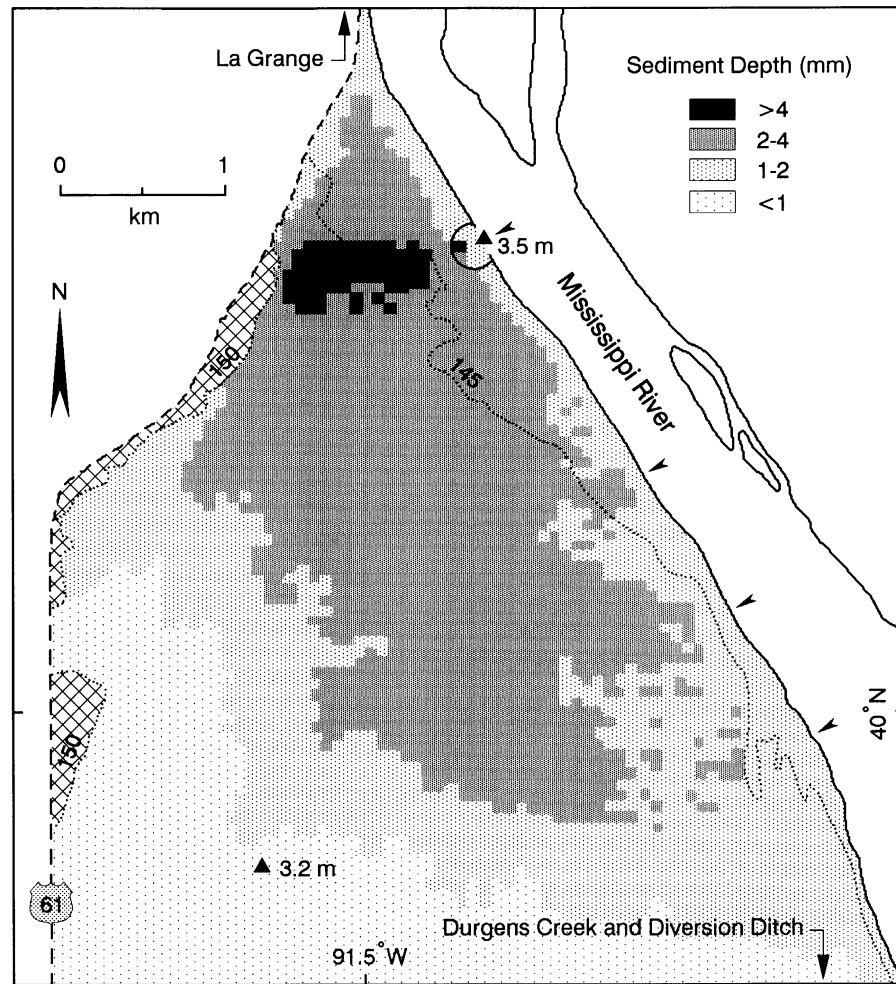 La Grange
Sediment Depth (mm)
>4
2-4
1-2
<1
0 1
km
3.5 m
N
Mississippi River
150
145
40°N
150
3.2 m
61
Durgens Creek and Diversion Ditch
91.5°W